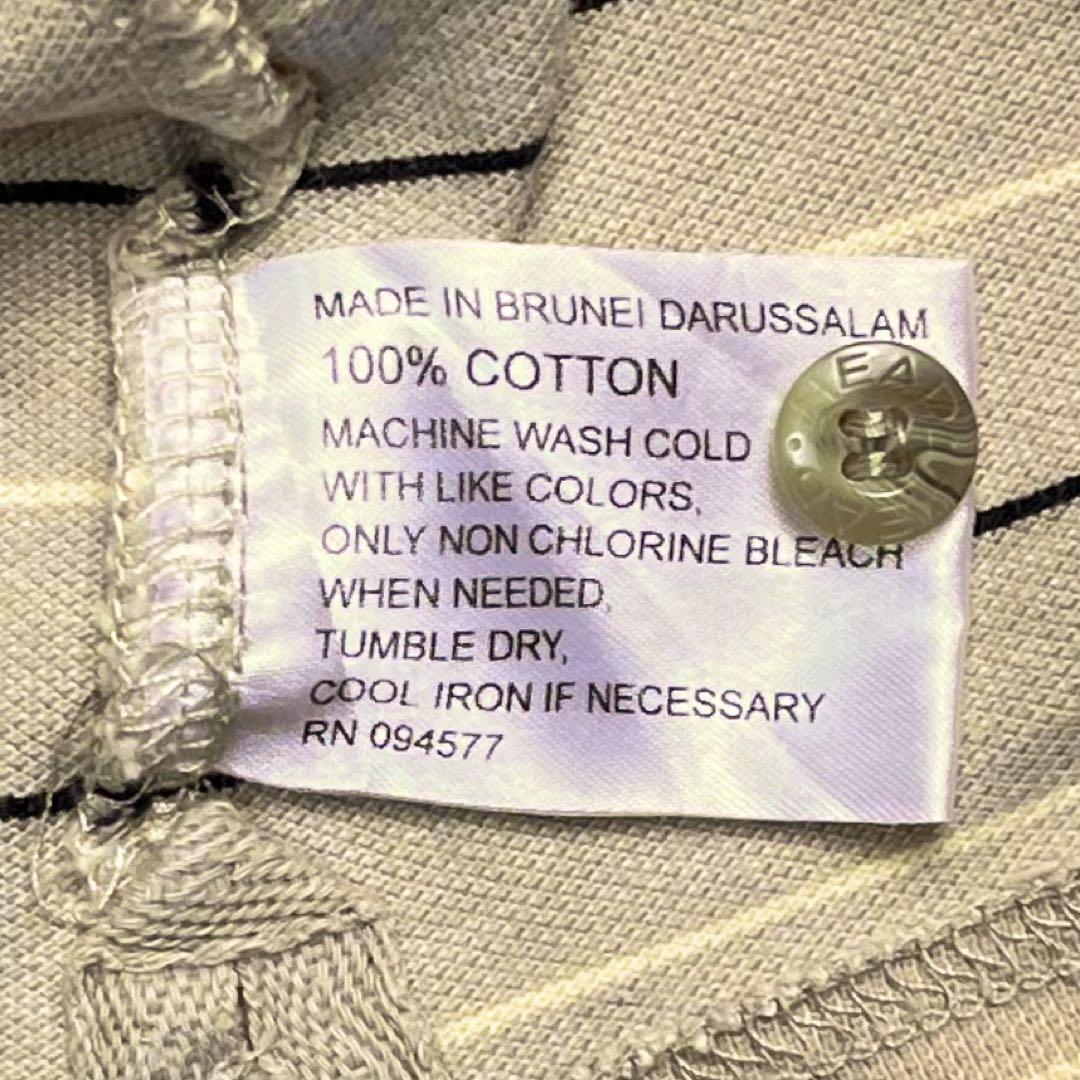 MADE IN BRUNEI DARUSSALAM
100% COTTON
MACHINE WASH COLD
WITH LIKE COLORS,
ONLY NON CHLORINE BLEACH
WHEN NEEDED,
TUMBLE DRY,
COOL IRON IF NECESSARY
RN 094577